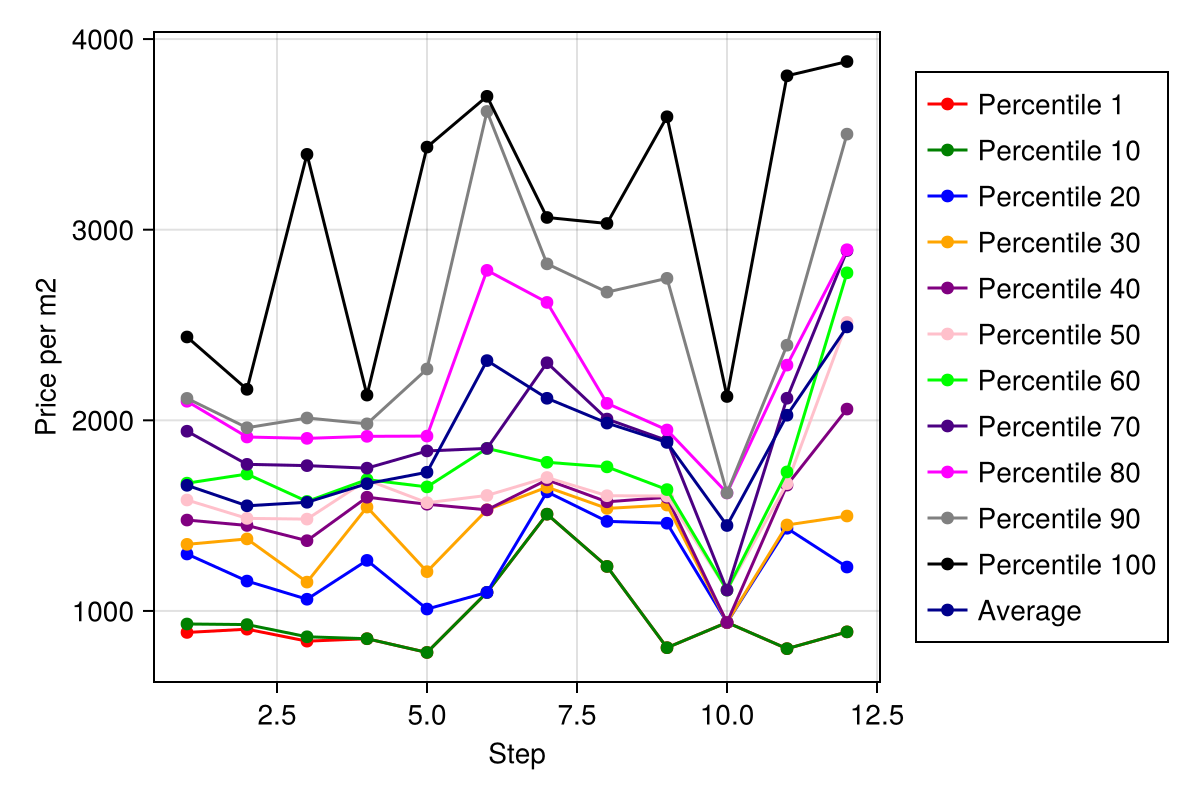 4000
3000
2000
1000
Price per m2
2.5 5.0 7.5 10.0 12.5
Step
Percentile 1
Percentile 10
Percentile 20
Percentile 30
Percentile 40
Percentile 50
Percentile 60
Percentile 70
Percentile 80
Percentile 90
Percentile 100
Average